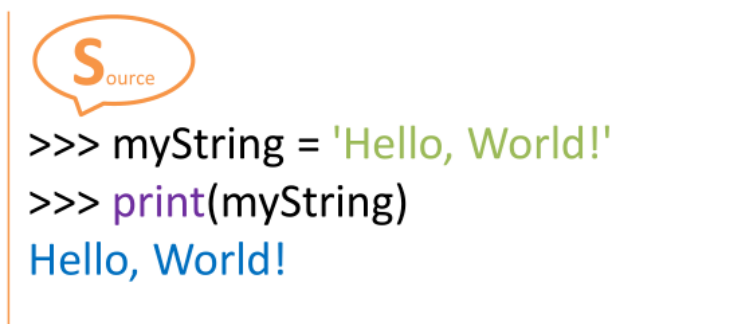 Source
>>> myString = 'Hello, World!'
>>> print(myString)
Hello, World!